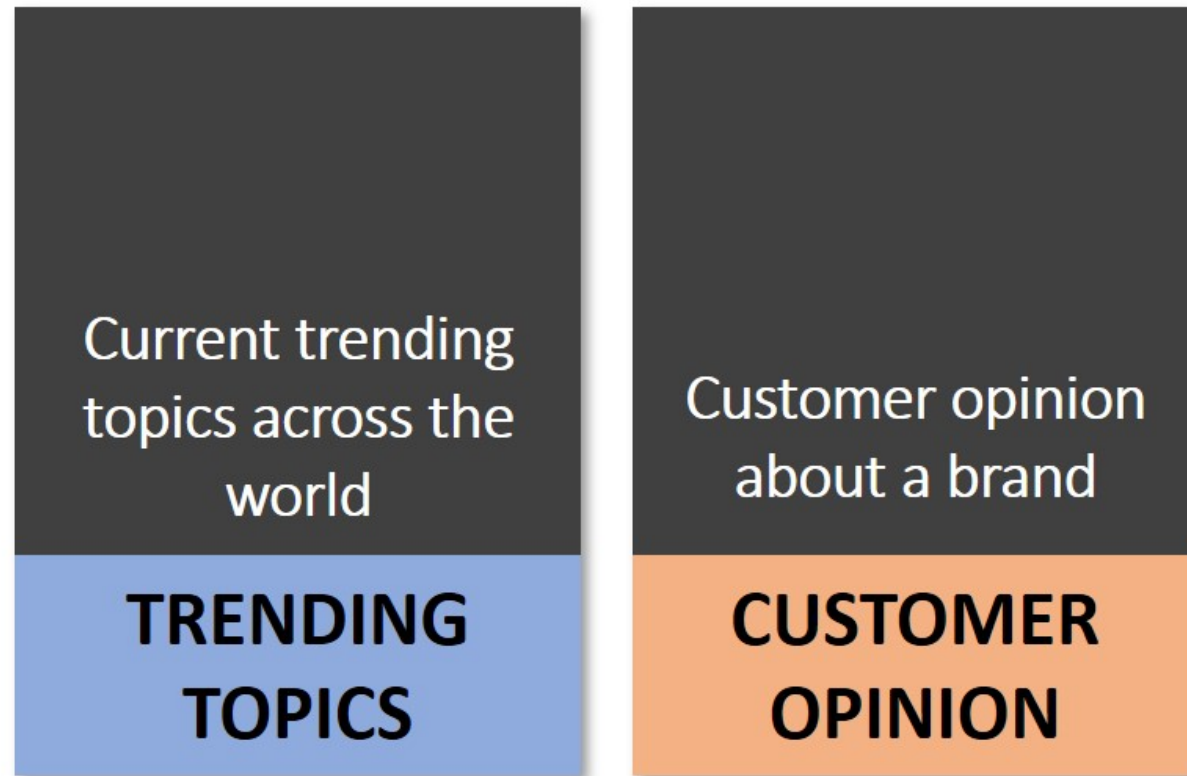 Current trending
topics across the
world
TRENDING
TOPICS
Customer opinion
about a brand
CUSTOMER
OPINION